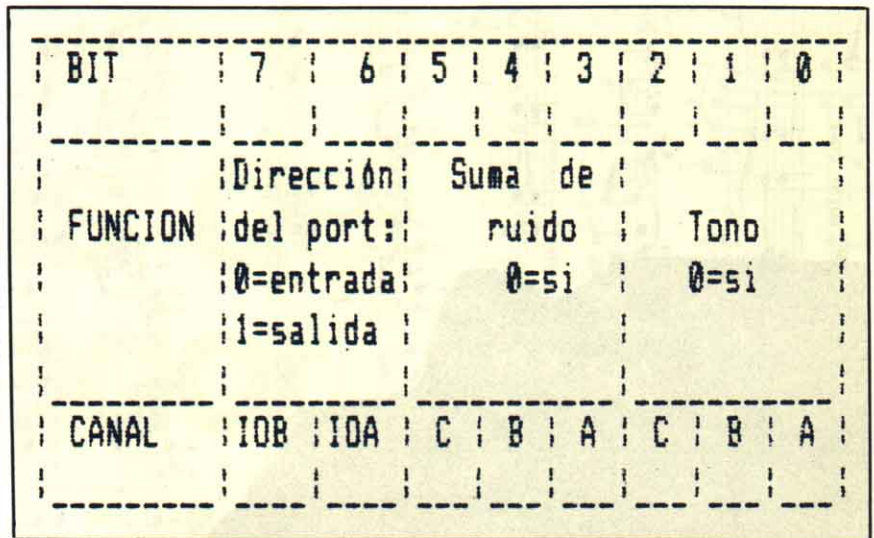 BIT 7 6 5 4 3 2 1 0
Dirección Suma de
FUNCION del port: ruido Tono
0=entrada 0=si 0=si
1=salida
CANAL IOB IOA C B A C B A